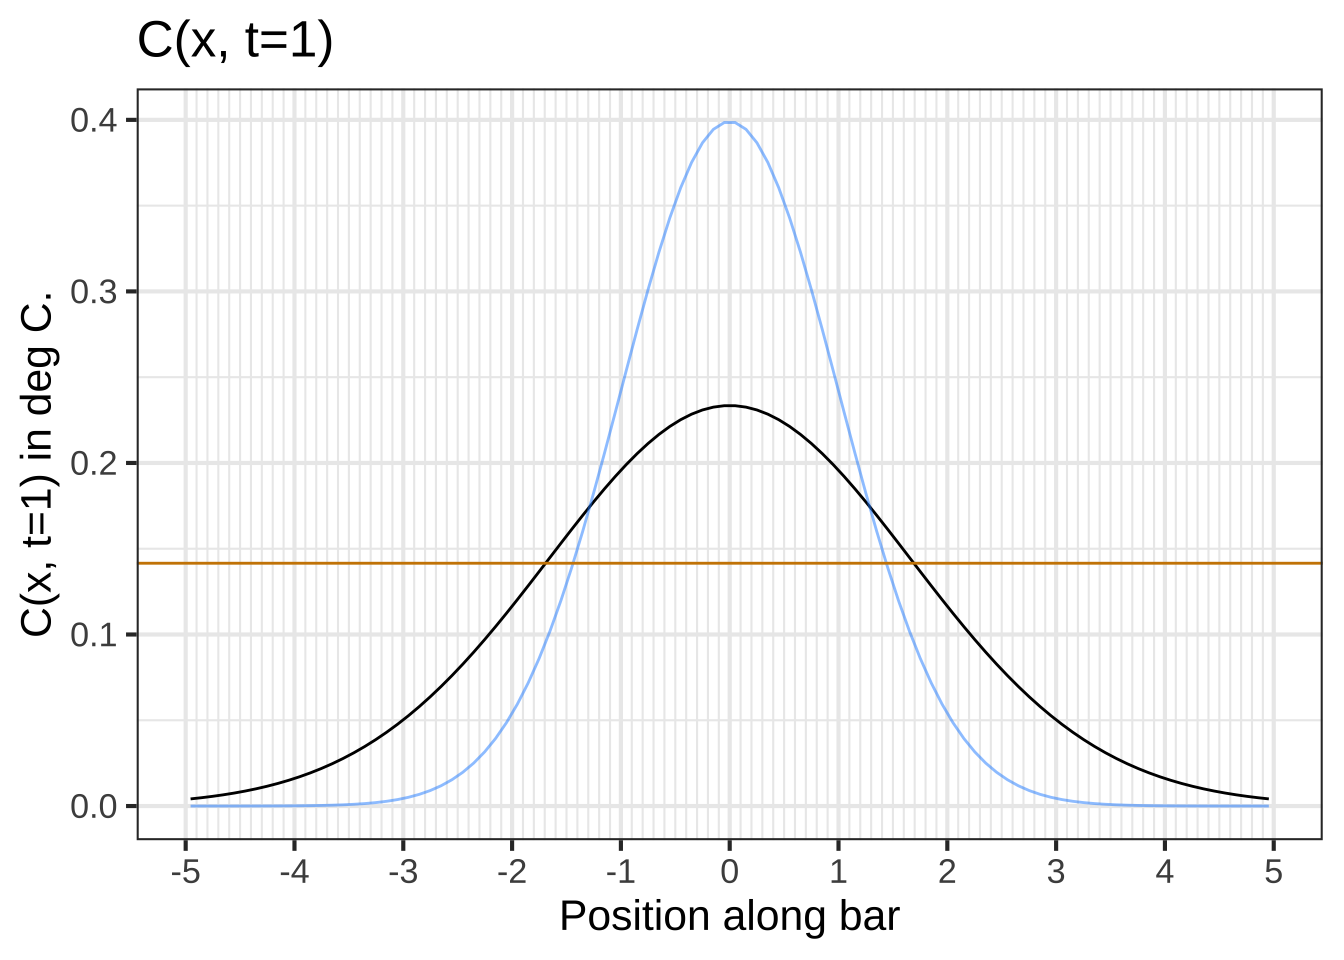 C(x, t=1)
C(x, t=1) in deg C.
0.4
0.3
0.2
0.1
0.0
-5 -4 -3 -2 -1 0 1 2 3 4 5
Position along bar